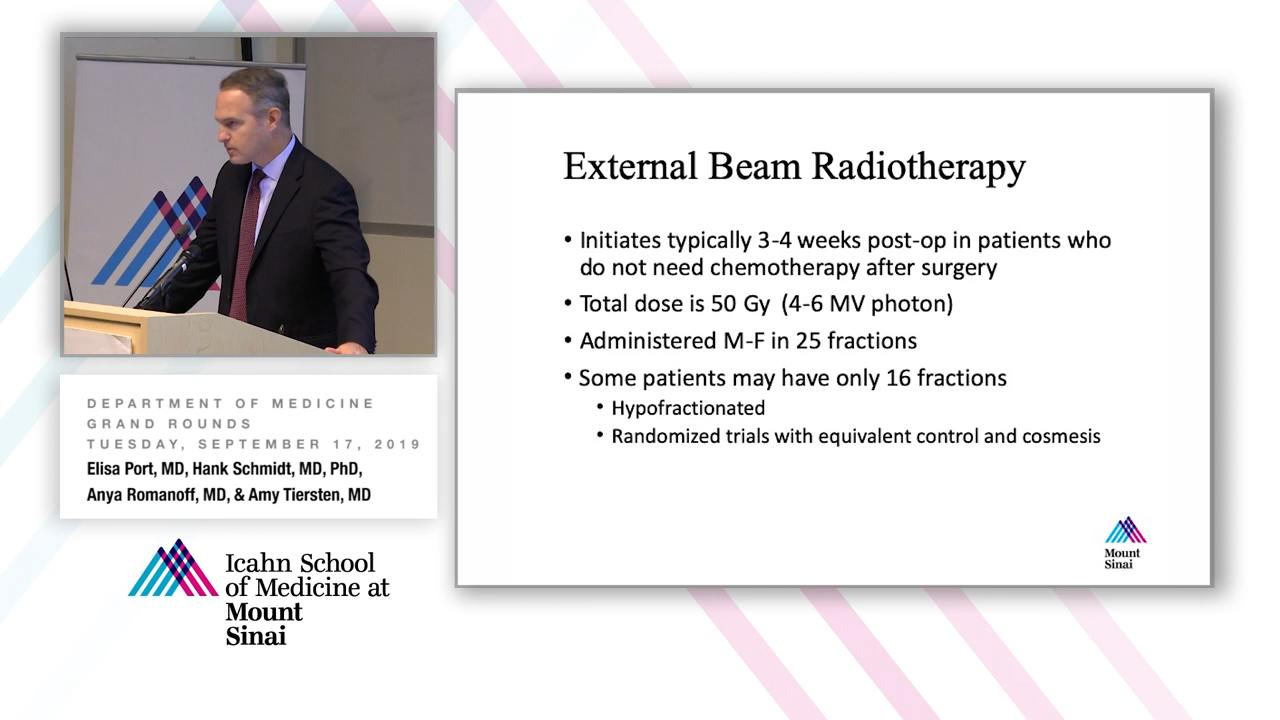 DEPARTMENT OF MEDICINE
GRAND ROUNDS
TUESDAY, SEPTEMBER 17, 2019
Elisa Port, MD, Hank Schmidt, MD, PhD,
Anya Romanoff, MD, & Amy Tiersten, MD
Icahn School
of Medicine at
Mount
Sinai
External Beam Radiotherapy
• Initiates typically 3-4 weeks post-op in patients who
do not need chemotherapy after surgery
• Total dose is 50 Gy (4-6 MV photon)
• Administered M-F in 25 fractions
• Some patients may have only 16 fractions
• Hypofractionated
• Randomized trials with equivalent control and cosmesis
Mount
Sinai